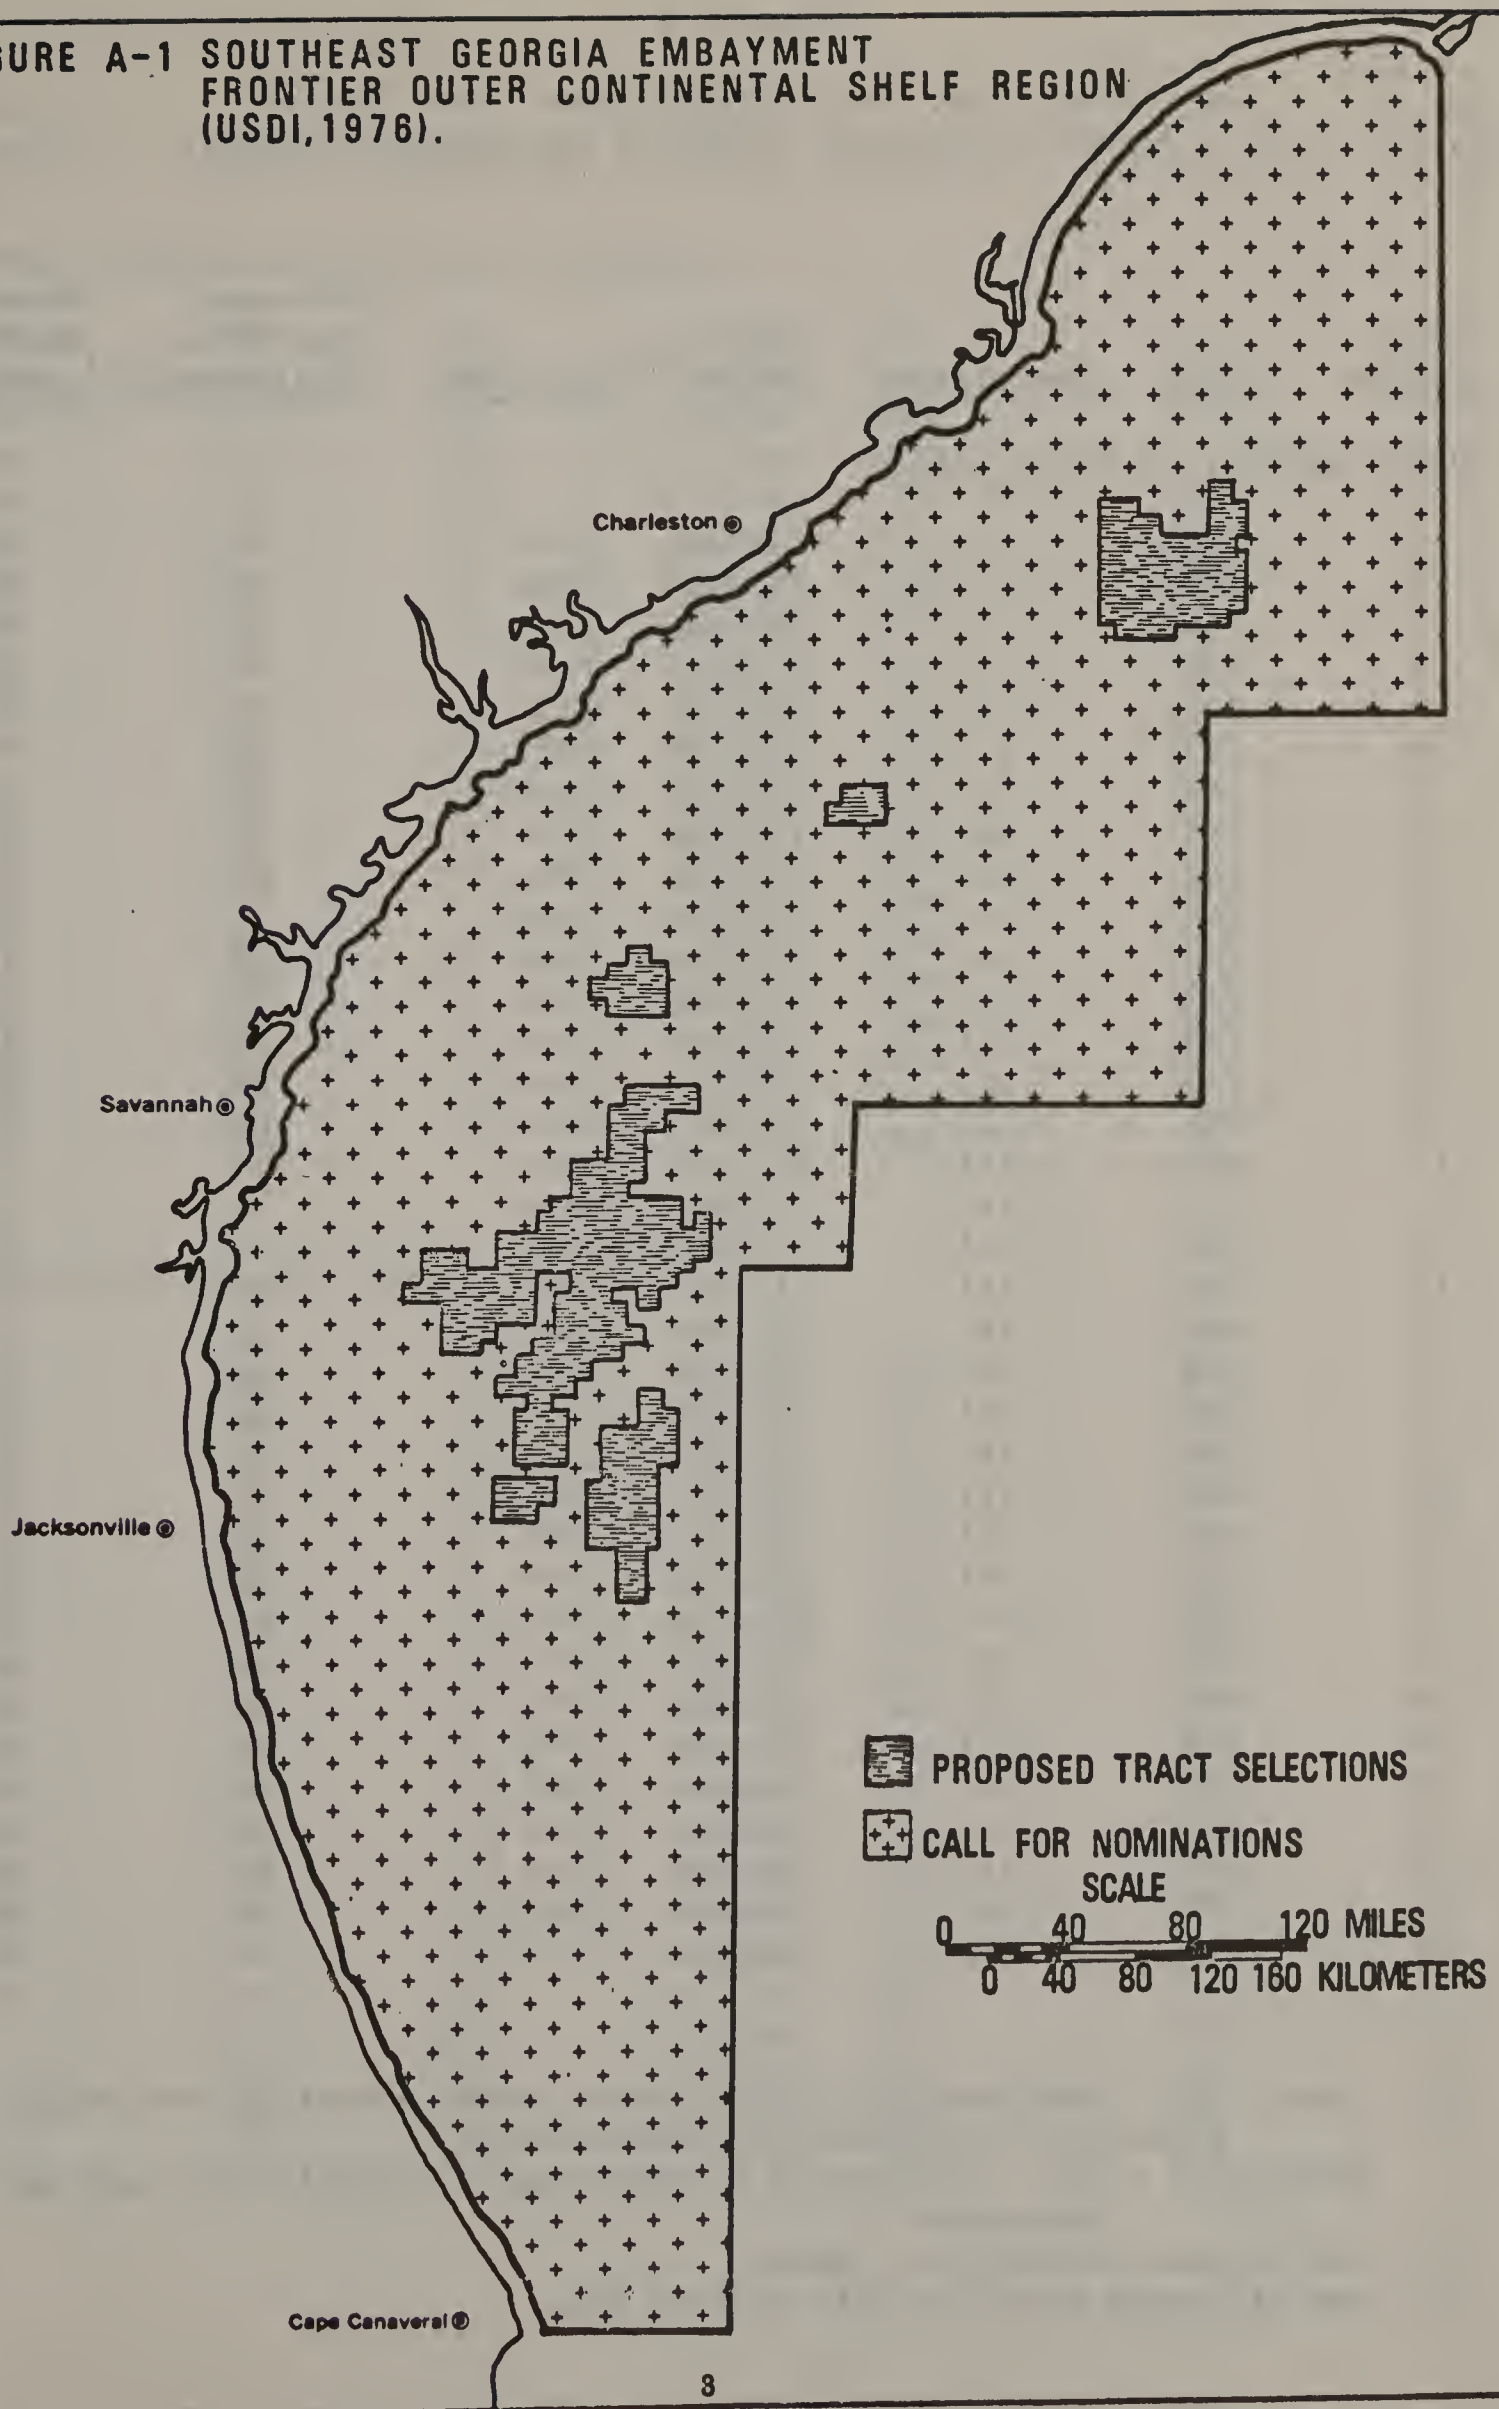 URE A-1 SOUTHEAST GEORGIA EMBAYMENT
FRONTIER OUTER CONTINENTAL SHELF REGION
(USDI, 1976).
Charleston
Savannah
Jacksonville
PROPOSED TRACT SELECTIONS
CALL FOR NOMINATIONS
SCALE
0 40 80 120 MILES
0 40 80 120 160 KILOMETERS
Cape Canaveral
3